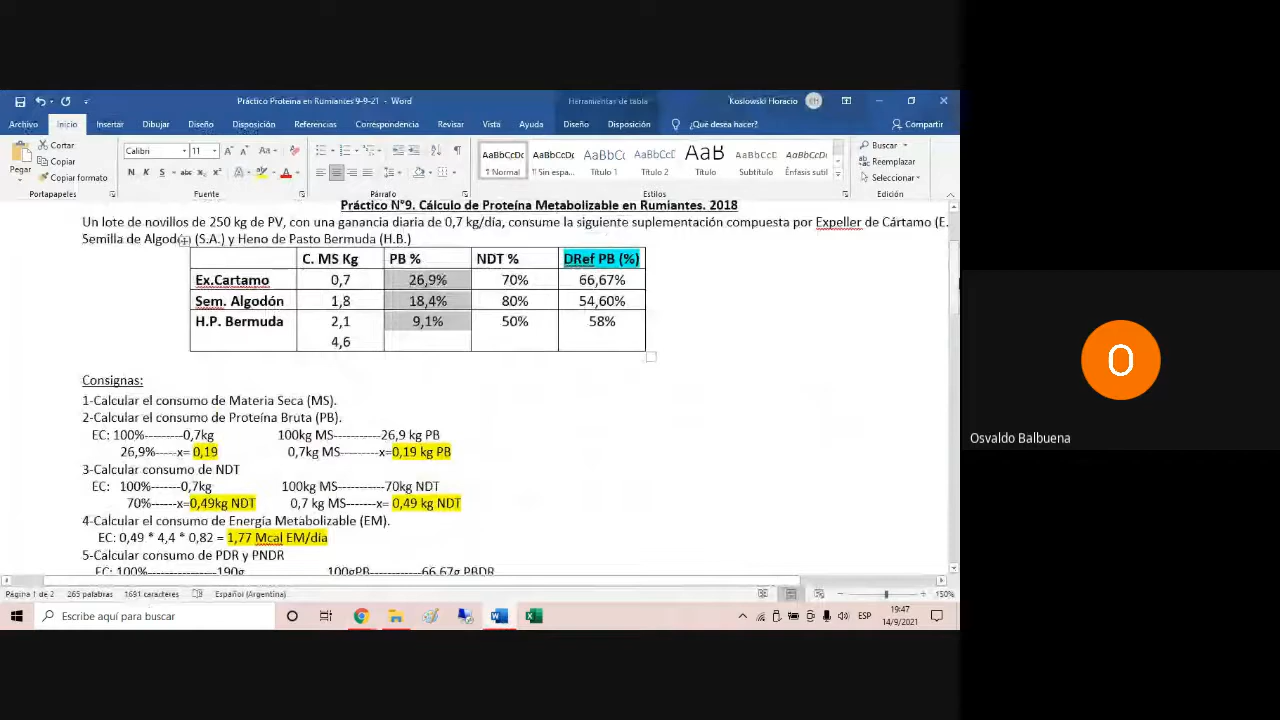 Práctico Proteina en Rumiantes 9-9-21 - Word
Herramientas de tabla
Koslowski Horacio
KH
Archivo Inicio Insertar Dibujar Diseño Disposición Referencias Correspondencia Revisar Vista Ayuda Diseño Disposición ¿Qué desea hacer? Compartir
Pegar
Cortar
Copiar
Copiar formato
Portapapeles
Calibri 11
N K S abc
Fuente
Párrafo
AaBbCcDc AaBbCcDc AaBbCc AaBbCcD AaB AaBbCcD AaBbCcDc
¶ Normal ¶ Sin espa... Título 1 Título 2 Título Subtítulo Énfasis sutil
Estilos
Buscar
Reemplazar
Seleccionar
Edición
Práctico N°9. Cálculo de Proteína Metabolizable en Rumiantes. 2018
Un lote de novillos de 250 kg de PV, con una ganancia diaria de 0,7 kg/día, consume la siguiente suplementación compuesta por Expeller de Cártamo (E.
Semilla de Algodón (S.A.) y Heno de Pasto Bermuda (H.B.)
C. MS Kg PB % NDT % DRef PB (%)
Ex.Cartamo 0,7 26,9% 70% 66,67%
Sem. Algodón 1,8 18,4% 80% 54,60%
H.P. Bermuda 2,1 9,1% 50% 58%
4,6
Consignas:
1-Calcular el consumo de Materia Seca (MS).
2-Calcular el consumo de Proteína Bruta (PB).
EC: 100%---------0,7kg 100kg MS-----------26,9 kg PB
26,9%-----x= 0,19 0,7kg MS---------x=0,19 kg PB
3-Calcular consumo de NDT
EC: 100%---------0,7kg 100kg MS-----------70kg NDT
70%------x=0,49kg NDT 0,7 kg MS-------x= 0,49 kg NDT
4-Calcular el consumo de Energía Metabolizable (EM).
EC: 0,49 * 4,4 * 0,82 = 1,77 Mcal EM/día
5-Calcular consumo de PDR y PNDR
EC: 100%----------------190g 100gPB------------66,67g PBDR
Página 1 de 2 265 palabras 1691 caracteres Español (Argentina) 150%
Escribe aquí para buscar
ESP
19:47
14/9/2021
O
Osvaldo Balbuena